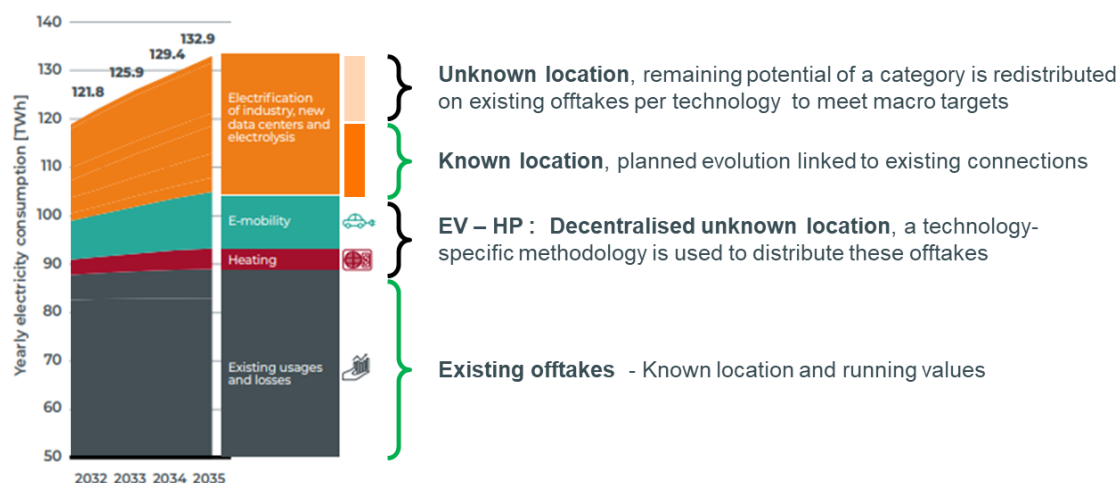 Yearly electricity consumption [TWh]
140
130
120
110
100
90
80
70
60
50
121.8
125.9
129.4
132.9
2032 2033 2034 2035
Electrification
of industry, new
data centers and
electrolysis
E-mobility
Heating
Existing usages
and losses
Unknown location, remaining potential of a category is redistributed
on existing offtakes per technology to meet macro targets
Known location, planned evolution linked to existing connections
EV – HP : Decentralised unknown location, a technology-
specific methodology is used to distribute these offtakes
Existing offtakes - Known location and running values